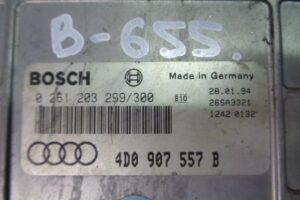 B-655.
BOSCH
Made in Germany
0 261 203 299/300 B10
28.01.94
26SA3321
1242 0132
4D0 907 557 B